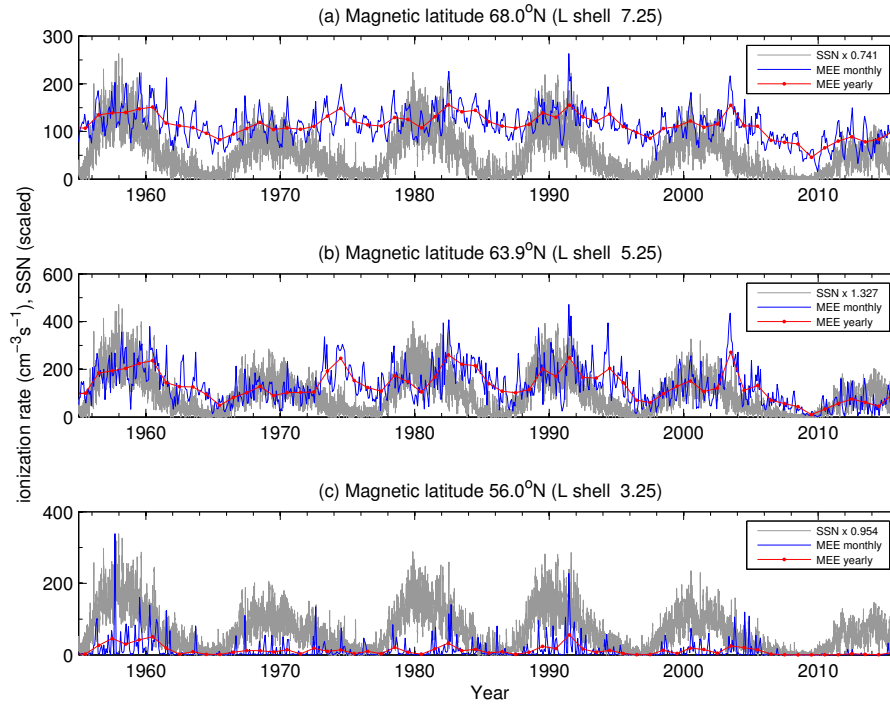 (a) Magnetic latitude 68.0°N (L shell 7.25)
300
200
100
0
SSN x 0.741
MEE monthly
MEE yearly
1960 1970 1980 1990 2000 2010
ionization rate (cm−3s−1), SSN (scaled)
(b) Magnetic latitude 63.9°N (L shell 5.25)
600
400
200
0
SSN x 1.327
MEE monthly
MEE yearly
1960 1970 1980 1990 2000 2010
(c) Magnetic latitude 56.0°N (L shell 3.25)
400
200
0
SSN x 0.954
MEE monthly
MEE yearly
1960 1970 1980 1990 2000 2010
Year